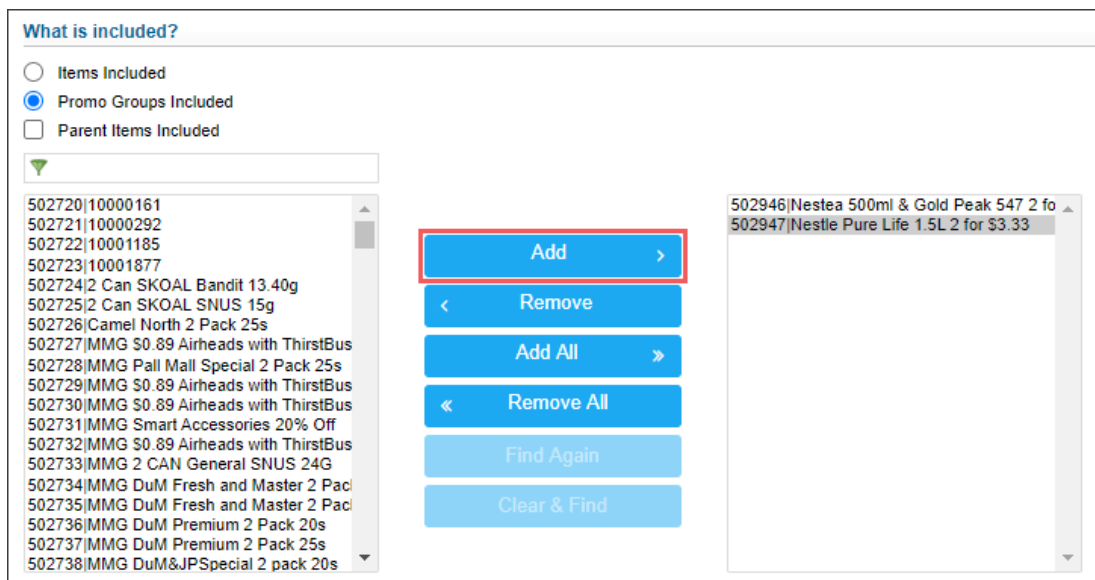 What is included?
Items Included
Promo Groups Included
Parent Items Included
502720|10000161
502721|10000292
502722|10001185
502723|10001877
502724|2 Can SKOAL Bandit 13.40g
502725|2 Can SKOAL SNUS 15g
502726|Camel North 2 Pack 25s
502727|MMG $0.89 Airheads with ThirstBus
502728|MMG Pall Mall Special 2 Pack 25s
502729|MMG $0.89 Airheads with ThirstBus
502730|MMG $0.89 Airheads with ThirstBus
502731|MMG Smart Accessories 20% Off
502732|MMG $0.89 Airheads with ThirstBus
502733|MMG 2 CAN General SNUS 24G
502734|MMG DuM Fresh and Master 2 Pac
502735|MMG DuM Fresh and Master 2 Pac
502736|MMG DuM Premium 2 Pack 20s
502737|MMG DuM Premium 2 Pack 25s
502738|MMG DuM&JPSpecial 2 pack 20s
Add
Remove
Add All
Remove All
Find Again
Clear & Find
502946|Nestea 500ml & Gold Peak 547 2 fo
502947|Nestle Pure Life 1.5L 2 for $3.33